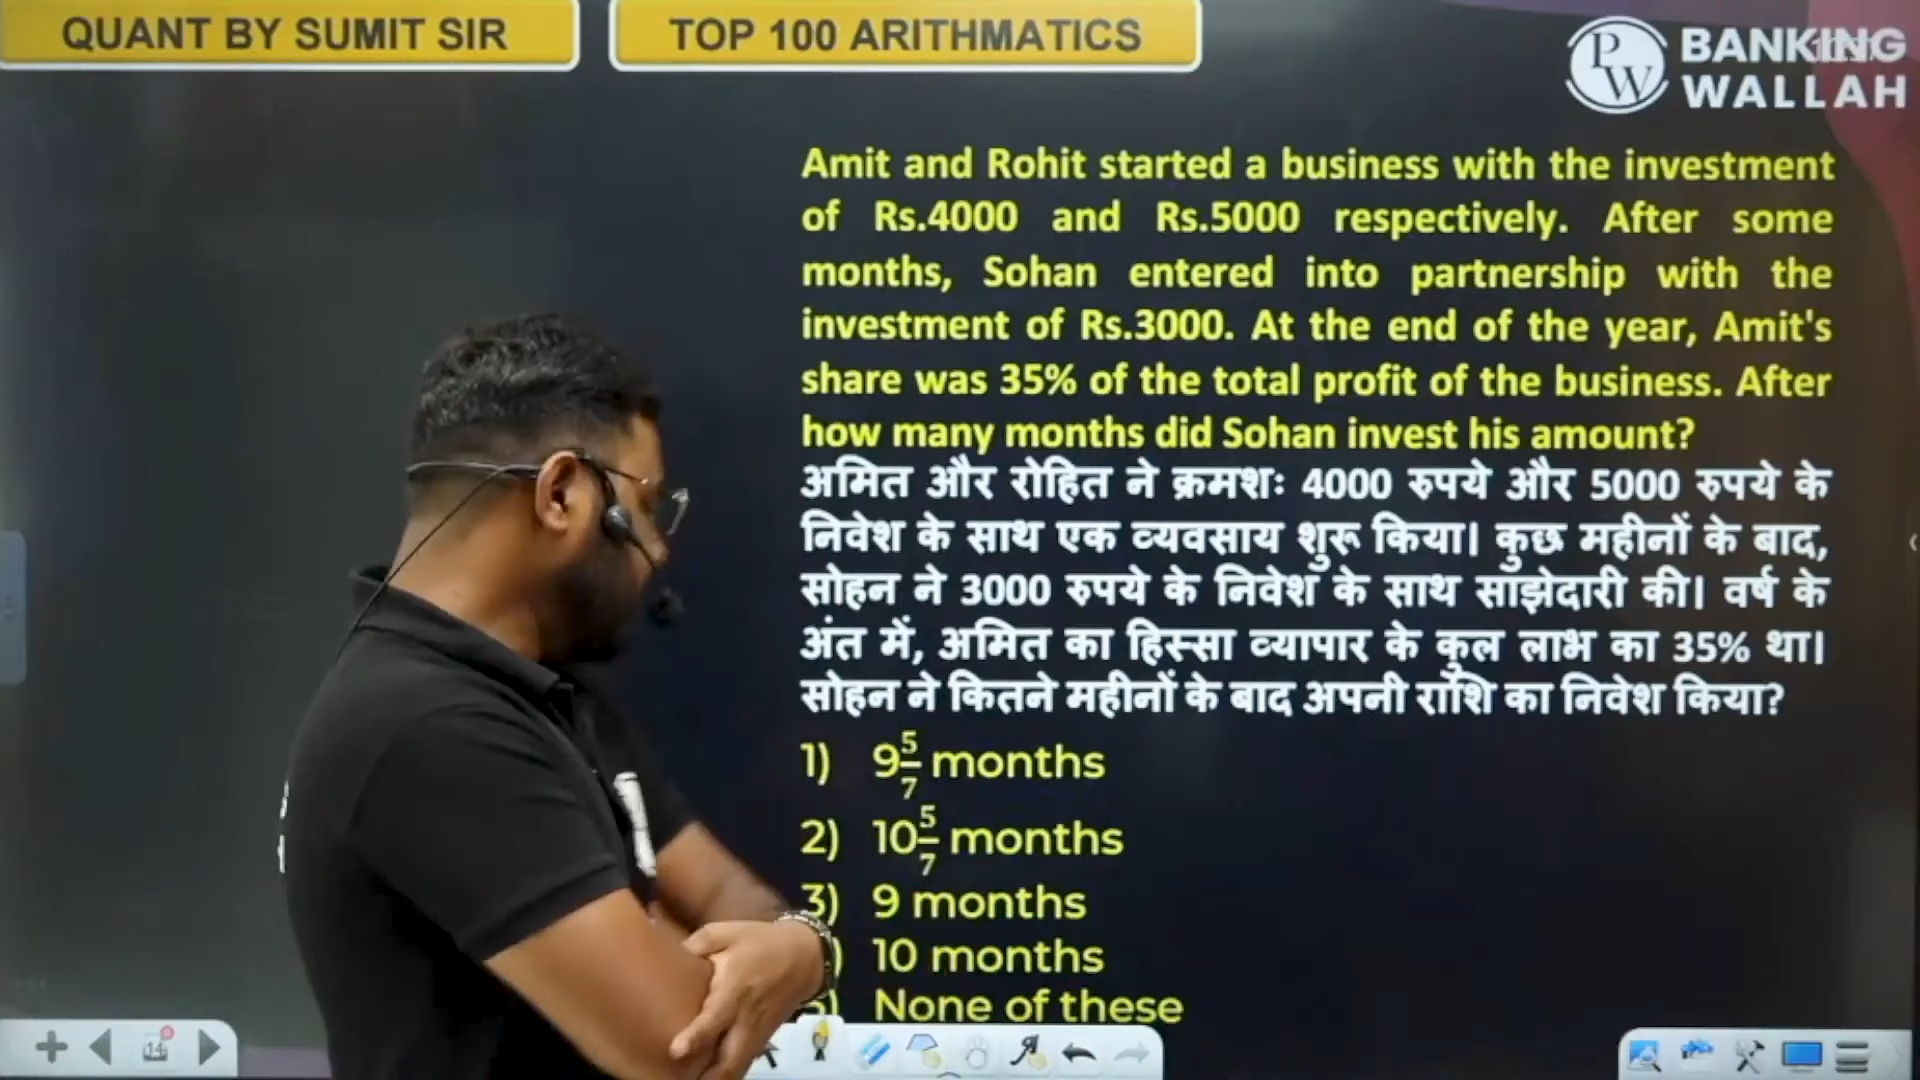 QUANT BY SUMIT SIR
TOP 100 ARITHMATICS
PW
BANKING
WALLAH
Amit and Rohit started a business with the investment
of Rs.4000 and Rs.5000 respectively. After some
months, Sohan entered into partnership with the
investment of Rs.3000. At the end of the year, Amit's
share was 35% of the total profit of the business. After
how many months did Sohan invest his amount?
अमित और रोहित ने क्रमशः 4000 रुपये और 5000 रुपये के
निवेश के साथ एक व्यवसाय शुरू किया। कुछ महीनों के बाद,
सोहन ने 3000 रुपये के निवेश के साथ साझेदारी की। वर्ष के
अंत में, अमित का हिस्सा व्यापार के कुल लाभ का 35% था।
सोहन ने कितने महीनों के बाद अपनी राशि का निवेश किया?
1) 9 5/7 months
2) 10 5/7 months
3) 9 months
) 10 months
5) None of these
14